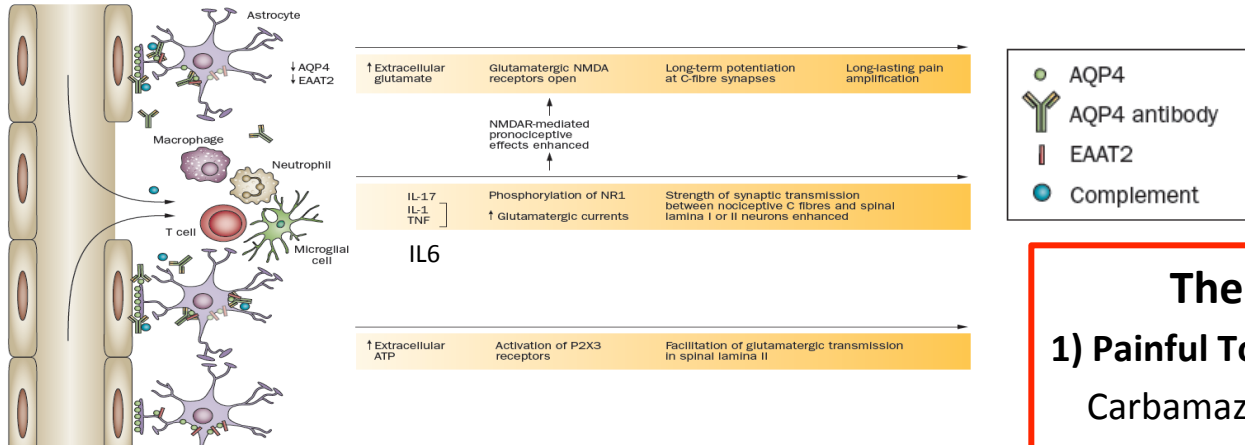 Astrocyte
↓ AQP4
↓ EAAT2
↑ Extracellular
glutamate
Glutamatergic NMDA
receptors open
Long-term potentiation
at C-fibre synapses
Long-lasting pain
amplification
NMDAR-mediated
pronociceptive
effects enhanced
Macrophage
Neutrophil
T cell
Microglial
cell
IL-17
IL-1
TNF
IL6
Phosphorylation of NR1
↑ Glutamatergic currents
Strength of synaptic transmission
between nociceptive C fibres and spinal
lamina I or II neurons enhanced
↑ Extracellular
ATP
Activation of P2X3
receptors
Facilitation of glutamatergic transmission
in spinal lamina II
AQP4
AQP4 antibody
EAAT2
Complement
The
1) Painful To
Carbamaz